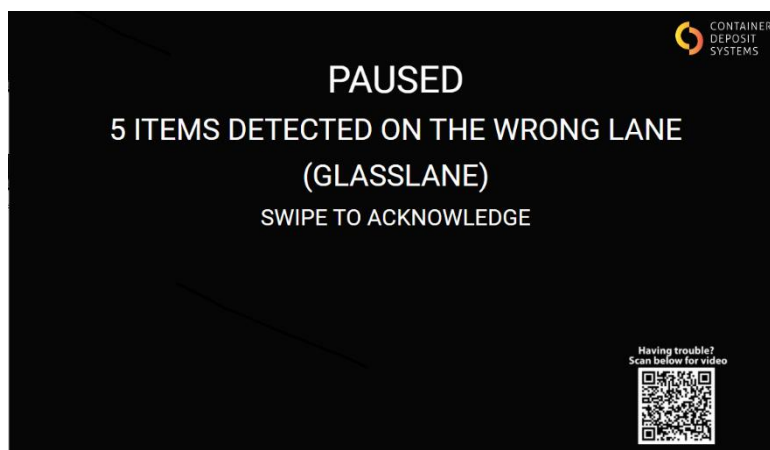 CONTAINER
DEPOSIT
SYSTEMS
PAUSED
5 ITEMS DETECTED ON THE WRONG LANE
(GLASSLANE)
SWIPE TO ACKNOWLEDGE
Having trouble?
Scan below for video